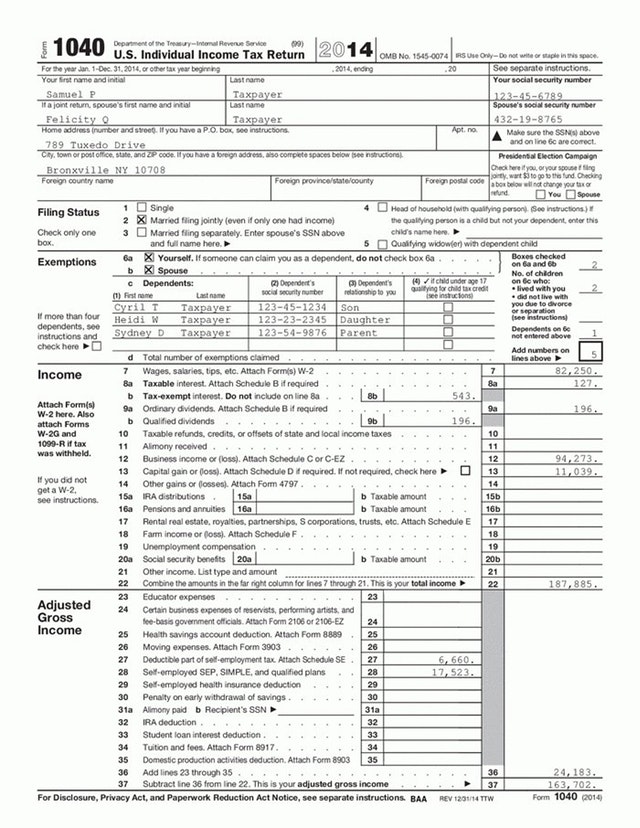 Form 1040 Department of the Treasury—Internal Revenue Service (99) U.S. Individual Income Tax Return 2014 OMB No. 1545-0074 IRS Use Only—Do not write or staple in this space.
For the year Jan. 1–Dec. 31, 2014, or other tax year beginning , 2014, ending , 20 See separate instructions.
Your first name and initial Last name Your social security number
Samuel P Taxpayer 123-45-6789
If a joint return, spouse's first name and initial Last name Spouse's social security number
Felicity Q Taxpayer 432-19-8765
Home address (number and street). If you have a P.O. box, see instructions. Apt. no. ▲ Make sure the SSN(s) above and on line 6c are correct.
789 Tuxedo Drive
City, town or post office, state, and ZIP code. If you have a foreign address, also complete spaces below (see instructions).
Bronxville NY 10708
Foreign country name Foreign province/state/county Foreign postal code
Presidential Election Campaign
Check here if you, or your spouse if filing
jointly, want $3 to go to this fund. Checking
a box below will not change your tax or
refund. You Spouse
Filing Status
Check only one
box.
1 Single
2 ☒ Married filing jointly (even if only one had income)
3 Married filing separately. Enter spouse's SSN above
and full name here. ▶
4 Head of household (with qualifying person). (See instructions.) If
the qualifying person is a child but not your dependent, enter this
child's name here. ▶
5 Qualifying widow(er) with dependent child
Exemptions
6a ☒ Yourself. If someone can claim you as a dependent, do not check box 6a
b ☒ Spouse
c Dependents:
(1) First name Last name (2) Dependent's social security number (3) Dependent's relationship to you (4) ✓ if child under age 17 qualifying for child tax credit (see instructions)
Cyril T Taxpayer 123-45-1234 Son
Heidi W Taxpayer 123-23-2345 Daughter
Sydney D Taxpayer 123-54-9876 Parent
If more than four
dependents, see
instructions and
check here ▶
d Total number of exemptions claimed
Boxes checked
on 6a and 6b 2
No. of children
on 6c who:
• lived with you 2
• did not live with
you due to divorce
or separation
(see instructions)
Dependents on 6c
not entered above 1
Add numbers on
lines above ▶ 5
Income
Attach Form(s)
W-2 here. Also
attach Forms
W-2G and
1099-R if tax
was withheld.
If you did not
get a W-2,
see instructions.
7 Wages, salaries, tips, etc. Attach Form(s) W-2 7 82,250.
8a Taxable interest. Attach Schedule B if required 8a 127.
b Tax-exempt interest. Do not include on line 8a 8b 543.
9a Ordinary dividends. Attach Schedule B if required 9a 196.
b Qualified dividends 9b 196.
10 Taxable refunds, credits, or offsets of state and local income taxes 10
11 Alimony received 11
12 Business income or (loss). Attach Schedule C or C-EZ 12 94,273.
13 Capital gain or (loss). Attach Schedule D if required. If not required, check here ▶ 13 11,039.
14 Other gains or (losses). Attach Form 4797 14
15a IRA distributions 15a b Taxable amount 15b
16a Pensions and annuities 16a b Taxable amount 16b
17 Rental real estate, royalties, partnerships, S corporations, trusts, etc. Attach Schedule E 17
18 Farm income or (loss). Attach Schedule F 18
19 Unemployment compensation 19
20a Social security benefits 20a b Taxable amount 20b
21 Other income. List type and amount 21
22 Combine the amounts in the far right column for lines 7 through 21. This is your total income ▶ 22 187,885.
Adjusted
Gross
Income
23 Educator expenses 23
24 Certain business expenses of reservists, performing artists, and
fee-basis government officials. Attach Form 2106 or 2106-EZ 24
25 Health savings account deduction. Attach Form 8889 25
26 Moving expenses. Attach Form 3903 26
27 Deductible part of self-employment tax. Attach Schedule SE 27 6,660.
28 Self-employed SEP, SIMPLE, and qualified plans 28 17,523.
29 Self-employed health insurance deduction 29
30 Penalty on early withdrawal of savings 30
31a Alimony paid b Recipient's SSN ▶ 31a
32 IRA deduction 32
33 Student loan interest deduction 33
34 Tuition and fees. Attach Form 8917 34
35 Domestic production activities deduction. Attach Form 8903 35
36 Add lines 23 through 35 36 24,183.
37 Subtract line 36 from line 22. This is your adjusted gross income ▶ 37 163,702.
For Disclosure, Privacy Act, and Paperwork Reduction Act Notice, see separate instructions. BAA REV 12/31/14 TTW Form 1040 (2014)